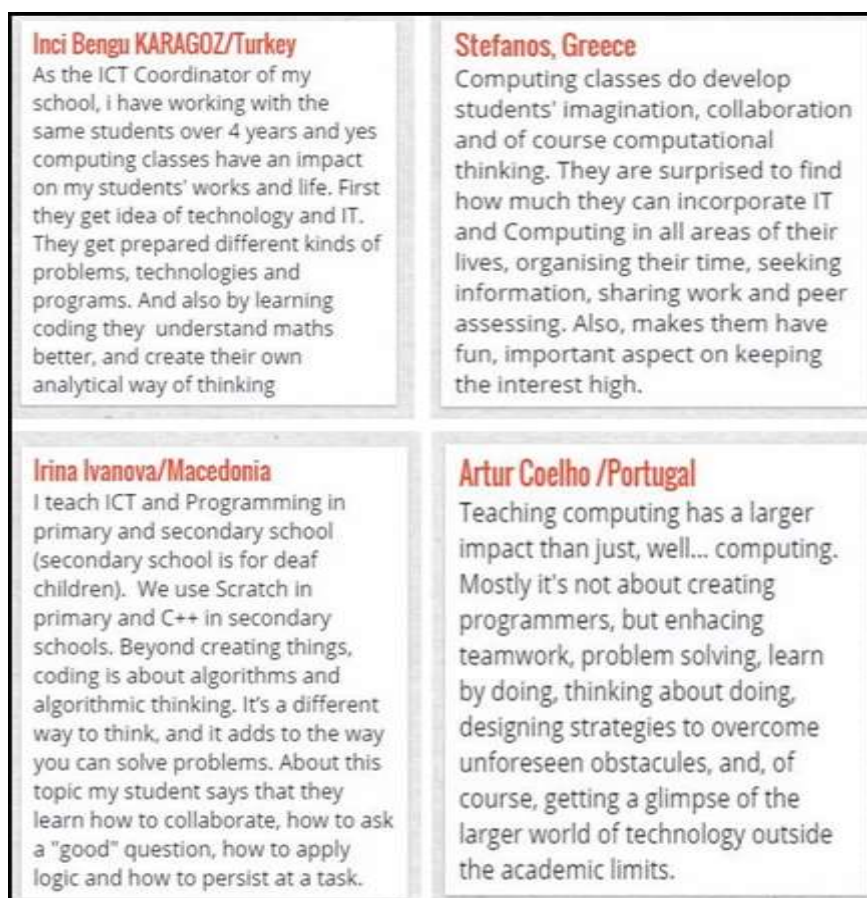 Inci Bengu KARAGOZ/Turkey
As the ICT Coordinator of my
school, i have working with the
same students over 4 years and yes
computing classes have an impact
on my students' works and life. First
they get idea of technology and IT.
They get prepared different kinds of
problems, technologies and
programs. And also by learning
coding they  understand maths
better, and create their own
analytical way of thinking
Stefanos, Greece
Computing classes do develop
students' imagination, collaboration
and of course computational
thinking. They are surprised to find
how much they can incorporate IT
and Computing in all areas of their
lives, organising their time, seeking
information, sharing work and peer
assessing. Also, makes them have
fun, important aspect on keeping
the interest high.
Irina Ivanova/Macedonia
I teach ICT and Programming in
primary and secondary school
(secondary school is for deaf
children).  We use Scratch in
primary and C++ in secondary
schools. Beyond creating things,
coding is about algorithms and
algorithmic thinking. It's a different
way to think, and it adds to the way
you can solve problems. About this
topic my student says that they
learn how to collaborate, how to ask
a "good" question, how to apply
logic and how to persist at a task.
Artur Coelho /Portugal
Teaching computing has a larger
impact than just, well... computing.
Mostly it's not about creating
programmers, but enhacing
teamwork, problem solving, learn
by doing, thinking about doing,
designing strategies to overcome
unforeseen obstacules, and, of
course, getting a glimpse of the
larger world of technology outside
the academic limits.